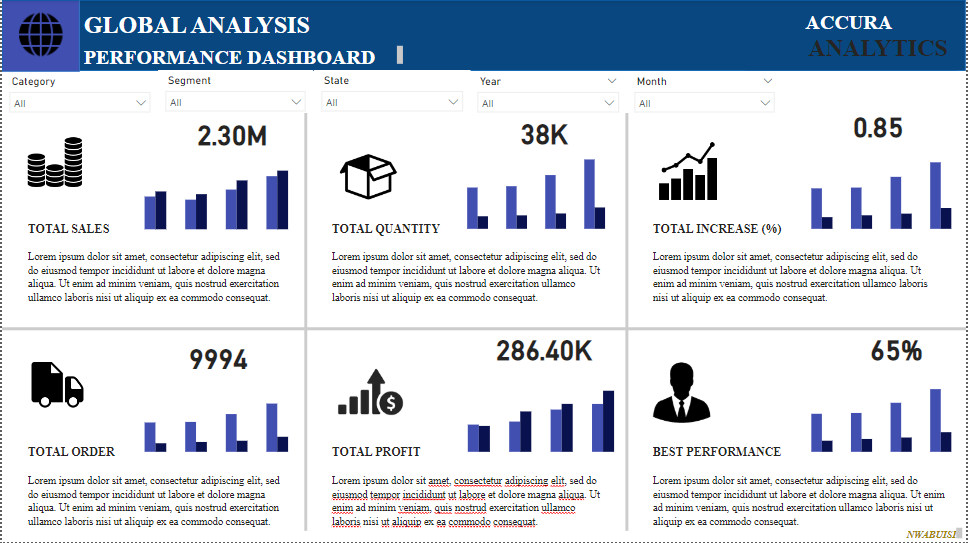 GLOBAL ANALYSIS
PERFORMANCE DASHBOARD
ACCURA
ANALYTICS
Category
Segment
State
Year
Month
All
All
All
All
All
2.30M
TOTAL SALES
Lorem ipsum dolor sit amet, consectetur adipiscing elit, sed
do eiusmod tempor incididunt ut labore et dolore magna
aliqua. Ut enim ad minim veniam, quis nostrud exercitation
ullamco laboris nisi ut aliquip ex ea commodo consequat.
38K
TOTAL QUANTITY
Lorem ipsum dolor sit amet, consectetur adipiscing elit, sed
do eiusmod tempor incididunt ut labore et dolore magna aliqua. Ut
enim ad minim veniam, quis nostrud exercitation ullamco
laboris nisi ut aliquip ex ea commodo consequat.
0.85
TOTAL INCREASE (%)
Lorem ipsum dolor sit amet, consectetur adipiscing elit, sed
do eiusmod tempor incididunt ut labore et dolore magna aliqua. Ut
enim ad minim veniam, quis nostrud exercitation ullamco laboris
nisi ut aliquip ex ea commodo consequat.
9994
TOTAL ORDER
Lorem ipsum dolor sit amet, consectetur adipiscing elit, sed
do eiusmod tempor incididunt ut labore et dolore magna
aliqua. Ut enim ad minim veniam, quis nostrud exercitation
ullamco laboris nisi ut aliquip ex ea commodo consequat.
286.40K
$
TOTAL PROFIT
Lorem ipsum dolor sit amet, consectetur adipiscing elit, sed do
eiusmod tempor incididunt ut labore et dolore magna aliqua. Ut
enim ad minim veniam, quis nostrud exercitation ullamco
laboris nisi ut aliquip ex ea commodo consequat.
65%
BEST PERFORMANCE
Lorem ipsum dolor sit amet, consectetur adipiscing elit, sed do
eiusmod tempor incididunt ut labore et dolore magna aliqua. Ut enim
ad minim veniam, quis nostrud exercitation ullamco laboris nisi ut
aliquip ex ea commodo consequat.
NWABUISI